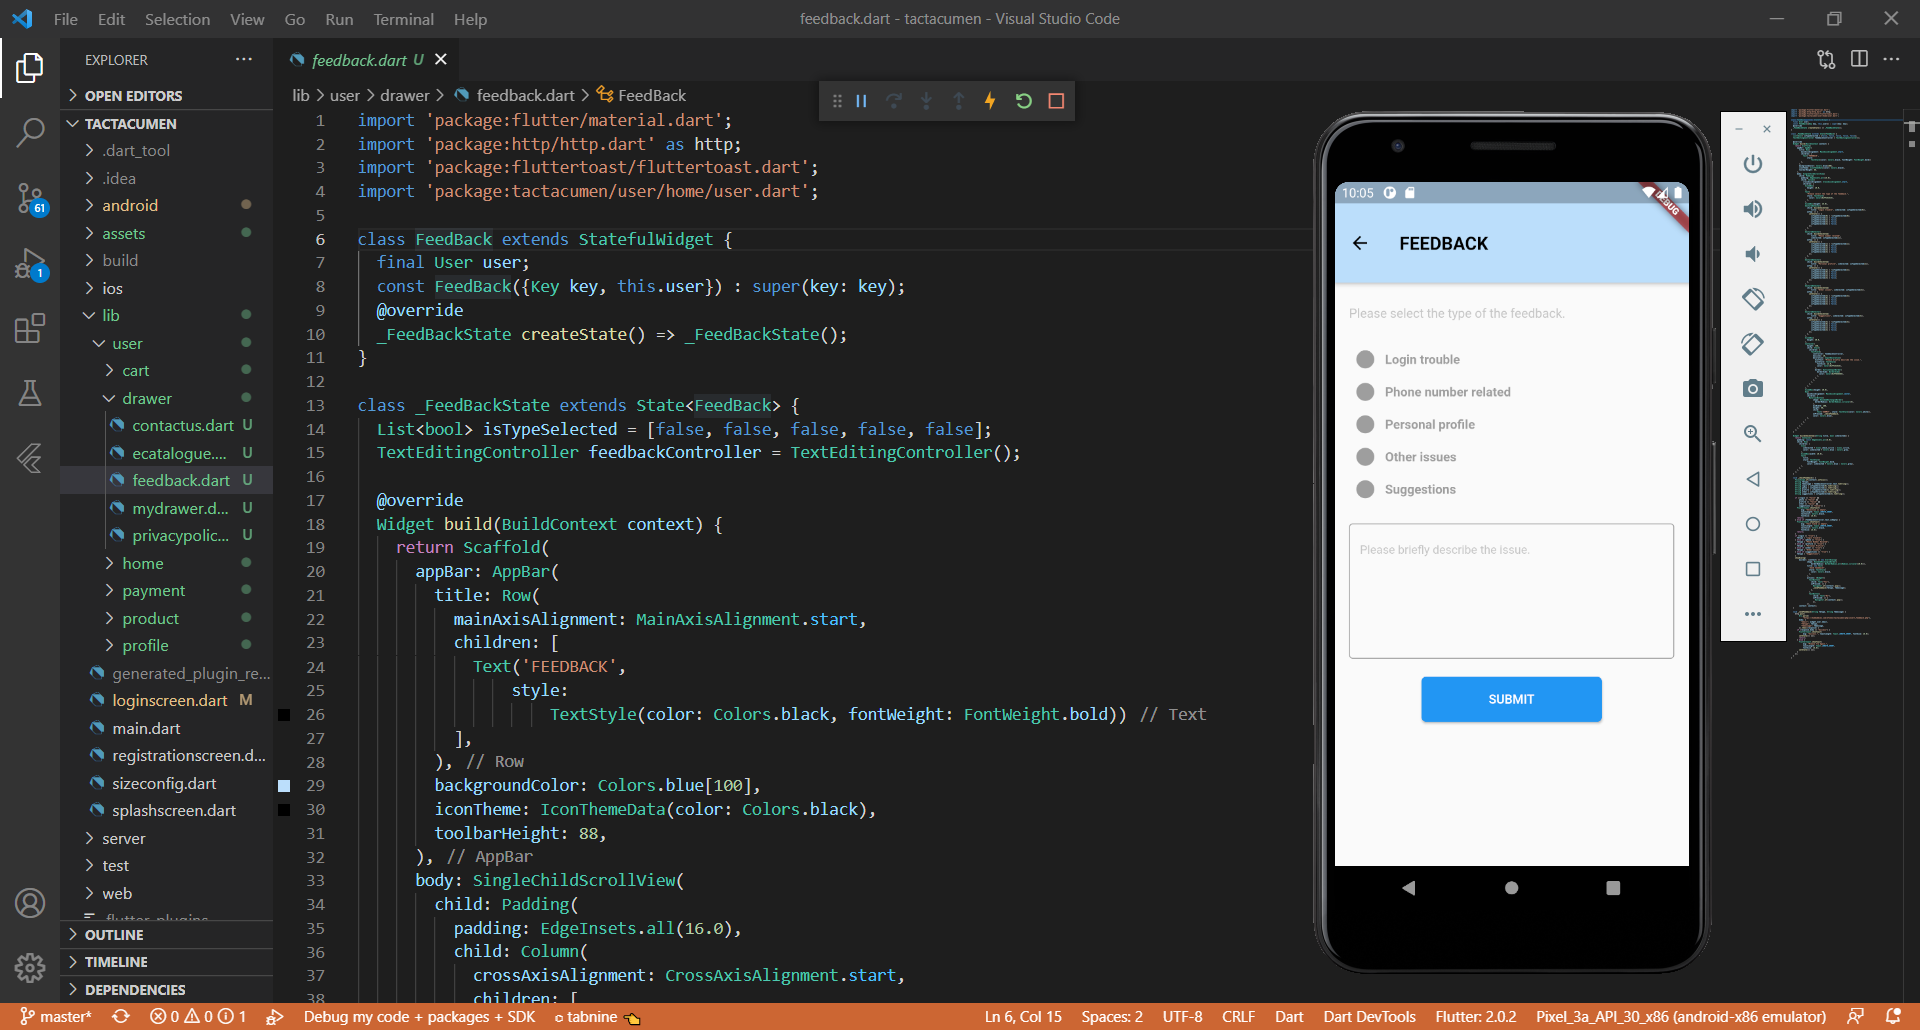 File Edit Selection View Go Run Terminal Help
feedback.dart - tactacumen - Visual Studio Code
EXPLORER
OPEN EDITORS
TACTACUMEN
.dart_tool
.idea
android
assets
build
ios
lib
user
cart
drawer
contactus.dart U
ecatalogue.... U
feedback.dart U
mydrawer.d... U
privacypolic... U
home
payment
product
profile
generated_plugin_re...
loginscreen.dart M
main.dart
registrationscreen.d...
sizeconfig.dart
splashscreen.dart
server
test
web
.flutter-plugins
OUTLINE
TIMELINE
DEPENDENCIES
61
1
feedback.dart U
lib > user > drawer > feedback.dart > FeedBack
1 import 'package:flutter/material.dart';
2 import 'package:http/http.dart' as http;
3 import 'package:fluttertoast/fluttertoast.dart';
4 import 'package:tactacumen/user/home/user.dart';
5
6 class FeedBack extends StatefulWidget {
7 final User user;
8 const FeedBack({Key key, this.user}) : super(key: key);
9 @override
10 _FeedBackState createState() => _FeedBackState();
11 }
12
13 class _FeedBackState extends State<FeedBack> {
14 List<bool> isTypeSelected = [false, false, false, false, false];
15 TextEditingController feedbackController = TextEditingController();
16
17 @override
18 Widget build(BuildContext context) {
19 return Scaffold(
20 appBar: AppBar(
21 title: Row(
22 mainAxisAlignment: MainAxisAlignment.start,
23 children: [
24 Text('FEEDBACK',
25 style:
26 TextStyle(color: Colors.black, fontWeight: FontWeight.bold)) // Text
27 ],
28 ), // Row
29 backgroundColor: Colors.blue[100],
30 iconTheme: IconThemeData(color: Colors.black),
31 toolbarHeight: 88,
32 ), // AppBar
33 body: SingleChildScrollView(
34 child: Padding(
35 padding: EdgeInsets.all(16.0),
36 child: Column(
37 crossAxisAlignment: CrossAxisAlignment.start,
38 children: [
10:05
DEBUG
FEEDBACK
Please select the type of the feedback.
Login trouble
Phone number related
Personal profile
Other issues
Suggestions
Please briefly describe the issue.
SUBMIT
master* 0 0 1 Debug my code + packages + SDK tabnine Ln 6, Col 15 Spaces: 2 UTF-8 CRLF Dart Dart DevTools Flutter: 2.0.2 Pixel_3a_API_30_x86 (android-x86 emulator)